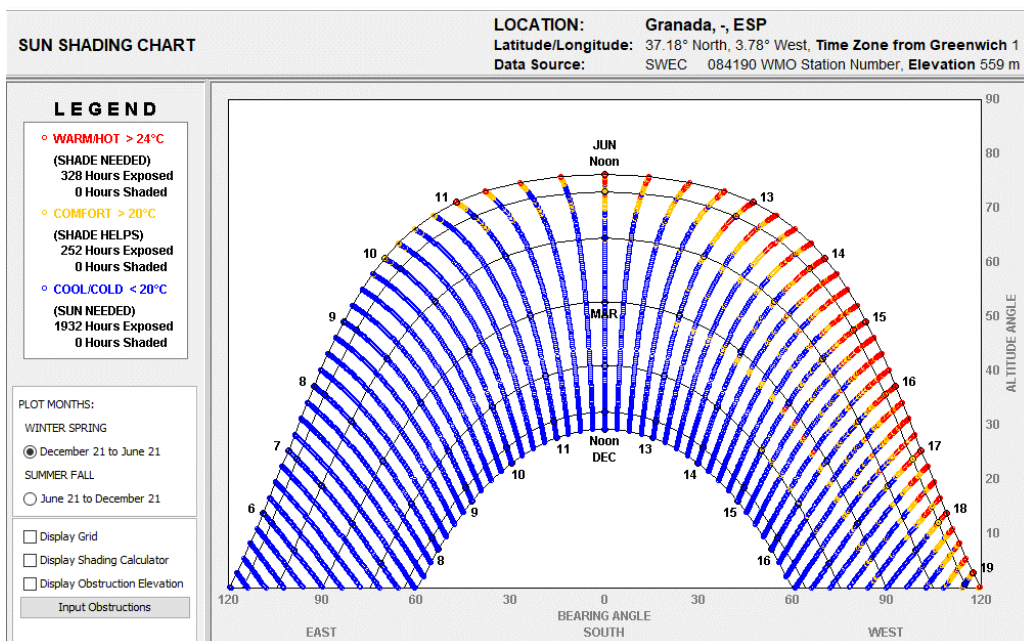 SUN SHADING CHART
LOCATION: Granada, -, ESP
Latitude/Longitude: 37.18° North, 3.78° West, Time Zone from Greenwich 1
Data Source: SWEC 084190 WMO Station Number, Elevation 559 m
LEGEND
WARM/HOT > 24°C
(SHADE NEEDED)
328 Hours Exposed
0 Hours Shaded
COMFORT > 20°C
(SHADE HELPS)
252 Hours Exposed
0 Hours Shaded
COOL/COLD < 20°C
(SUN NEEDED)
1932 Hours Exposed
0 Hours Shaded
PLOT MONTHS:
WINTER SPRING
December 21 to June 21
SUMMER FALL
June 21 to December 21
Display Grid
Display Shading Calculator
Display Obstruction Elevation
Input Obstructions
90
80
70
60
50
40
30
20
10
ALTITUDE ANGLE
JUN
Noon
11
13
10
14
9
15
8
16
7
17
6
18
19
MAR
Noon
DEC
11
13
10
14
9
15
8
16
120 90 60 30 0 30 60 90 120
BEARING ANGLE
EAST SOUTH WEST